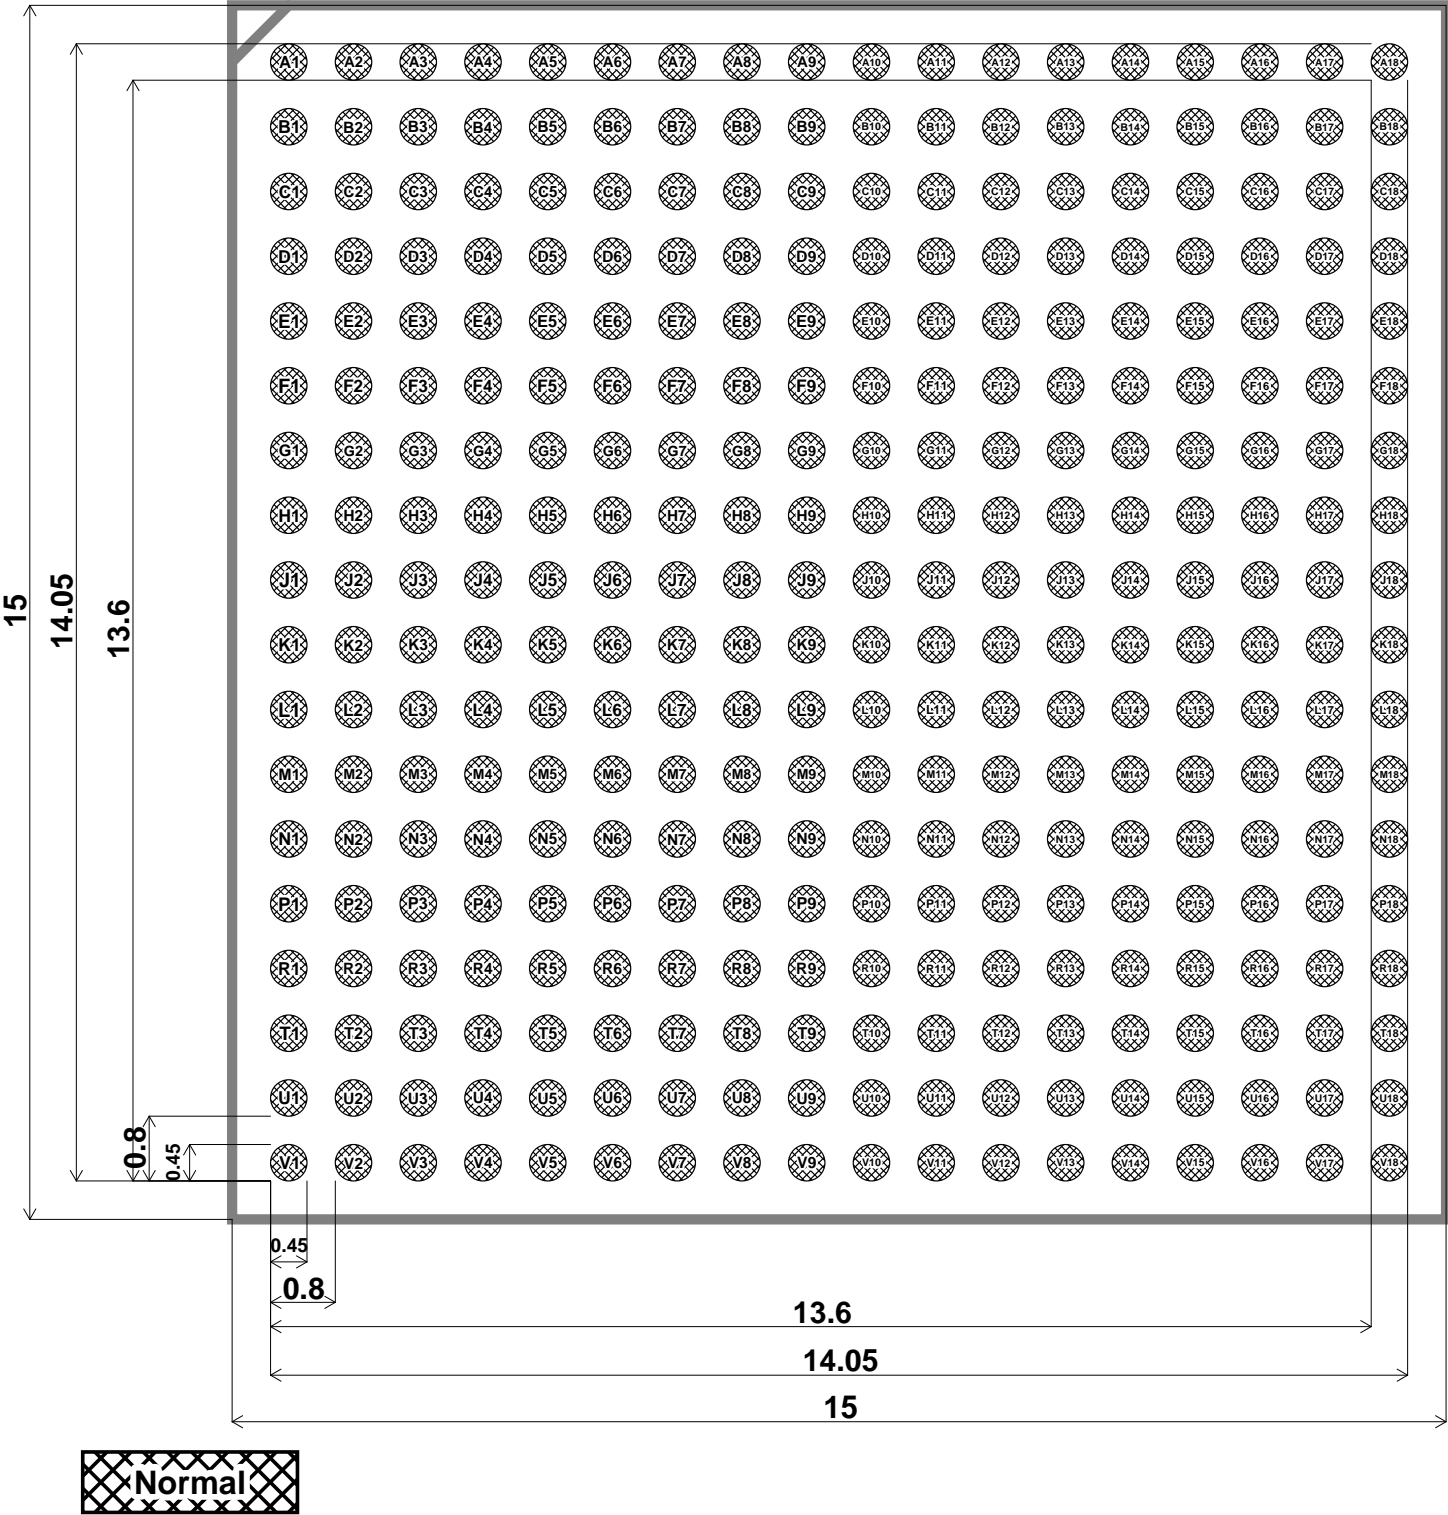 A1 A2 A3 A4 A5 A6 A7 A8 A9 A10 A11 A12 A13 A14 A15 A16 A17 A18
B1 B2 B3 B4 B5 B6 B7 B8 B9 B10 B11 B12 B13 B14 B15 B16 B17 B18
C1 C2 C3 C4 C5 C6 C7 C8 C9 C10 C11 C12 C13 C14 C15 C16 C17 C18
D1 D2 D3 D4 D5 D6 D7 D8 D9 D10 D11 D12 D13 D14 D15 D16 D17 D18
E1 E2 E3 E4 E5 E6 E7 E8 E9 E10 E11 E12 E13 E14 E15 E16 E17 E18
F1 F2 F3 F4 F5 F6 F7 F8 F9 F10 F11 F12 F13 F14 F15 F16 F17 F18
G1 G2 G3 G4 G5 G6 G7 G8 G9 G10 G11 G12 G13 G14 G15 G16 G17 G18
H1 H2 H3 H4 H5 H6 H7 H8 H9 H10 H11 H12 H13 H14 H15 H16 H17 H18
J1 J2 J3 J4 J5 J6 J7 J8 J9 J10 J11 J12 J13 J14 J15 J16 J17 J18
K1 K2 K3 K4 K5 K6 K7 K8 K9 K10 K11 K12 K13 K14 K15 K16 K17 K18
L1 L2 L3 L4 L5 L6 L7 L8 L9 L10 L11 L12 L13 L14 L15 L16 L17 L18
M1 M2 M3 M4 M5 M6 M7 M8 M9 M10 M11 M12 M13 M14 M15 M16 M17 M18
N1 N2 N3 N4 N5 N6 N7 N8 N9 N10 N11 N12 N13 N14 N15 N16 N17 N18
P1 P2 P3 P4 P5 P6 P7 P8 P9 P10 P11 P12 P13 P14 P15 P16 P17 P18
R1 R2 R3 R4 R5 R6 R7 R8 R9 R10 R11 R12 R13 R14 R15 R16 R17 R18
T1 T2 T3 T4 T5 T6 T7 T8 T9 T10 T11 T12 T13 T14 T15 T16 T17 T18
U1 U2 U3 U4 U5 U6 U7 U8 U9 U10 U11 U12 U13 U14 U15 U16 U17 U18
V1 V2 V3 V4 V5 V6 V7 V8 V9 V10 V11 V12 V13 V14 V15 V16 V17 V18
15
14.05
13.6
0.8
0.45
0.45
0.8
13.6
14.05
15
Normal